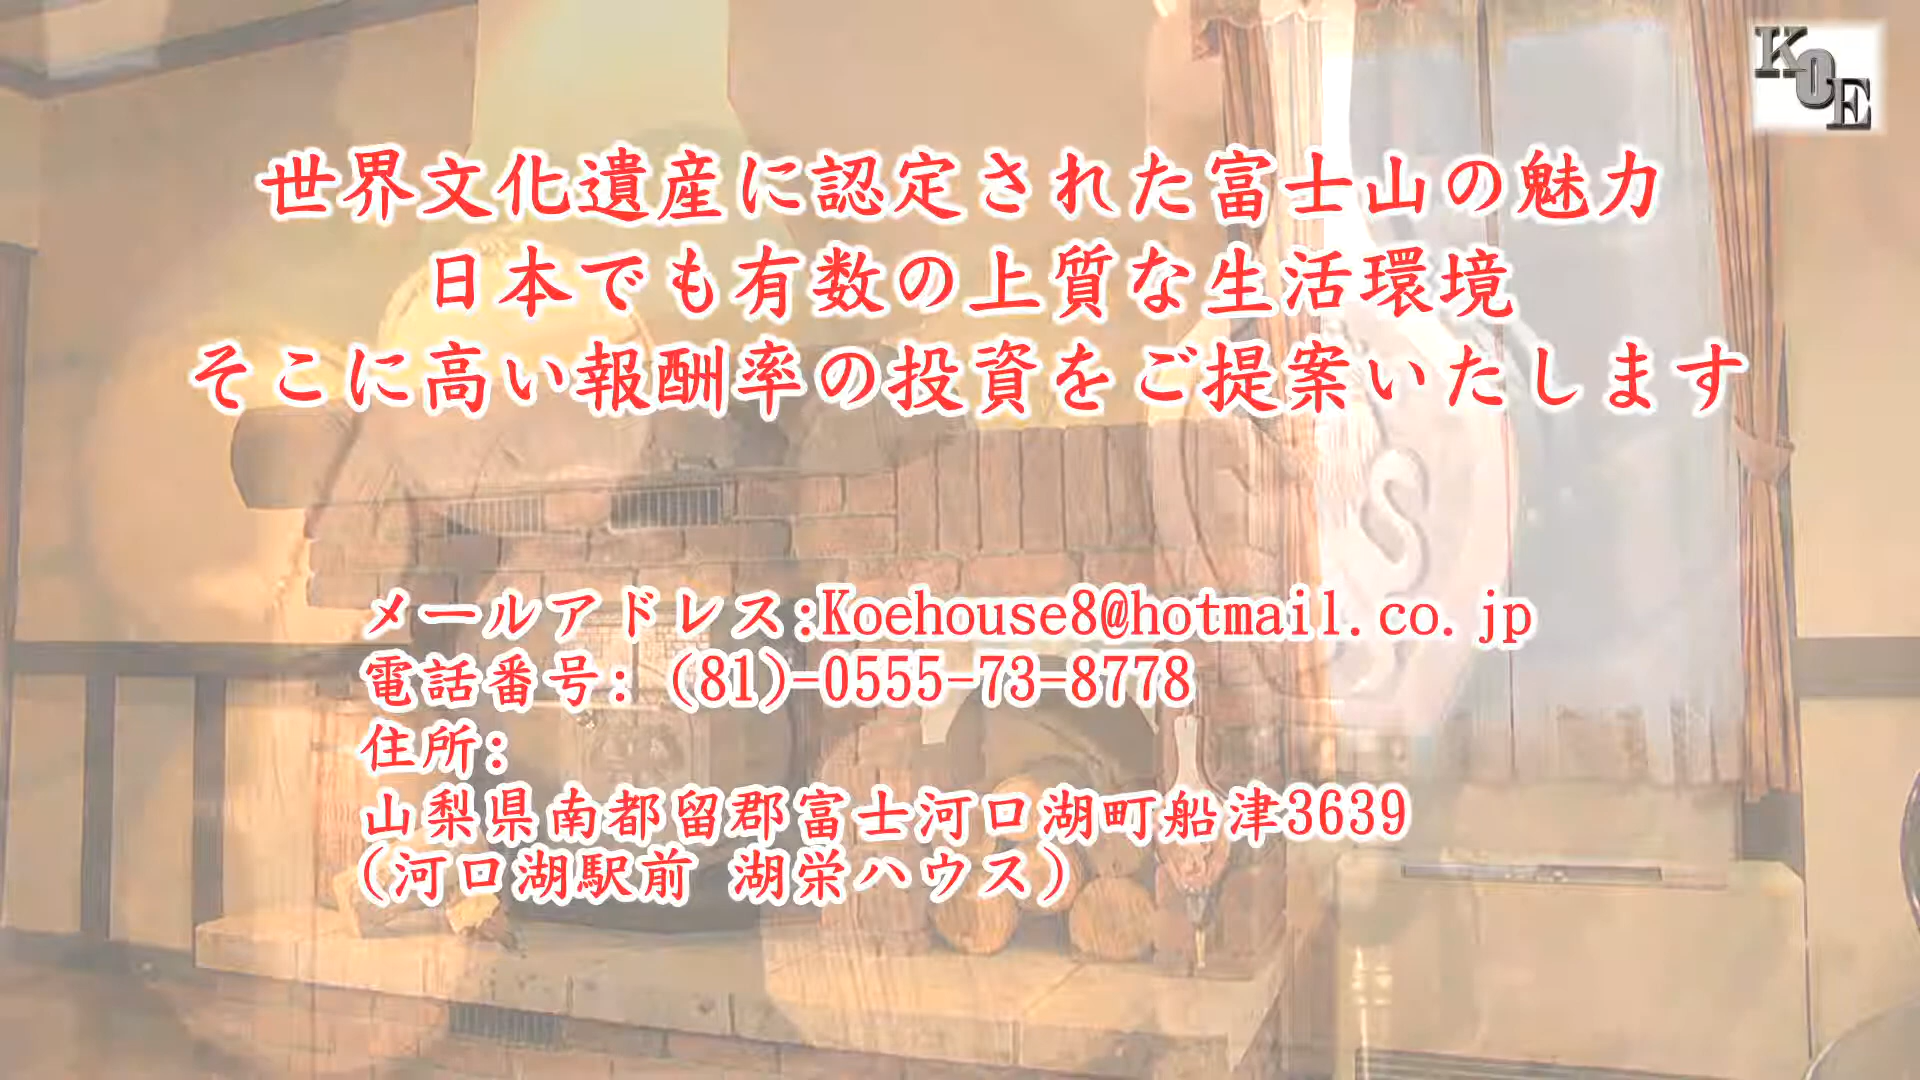 KOE
世界文化遺産に認定された富士山の魅力
日本でも有数の上質な生活環境
そこに高い報酬率の投資をご提案いたします
メールアドレス:Koehouse8@hotmail.co.jp
電話番号: (81)-0555-73-8778
住所:
山梨県南都留郡富士河口湖町船津3639
(河口湖駅前 湖栄ハウス)
S